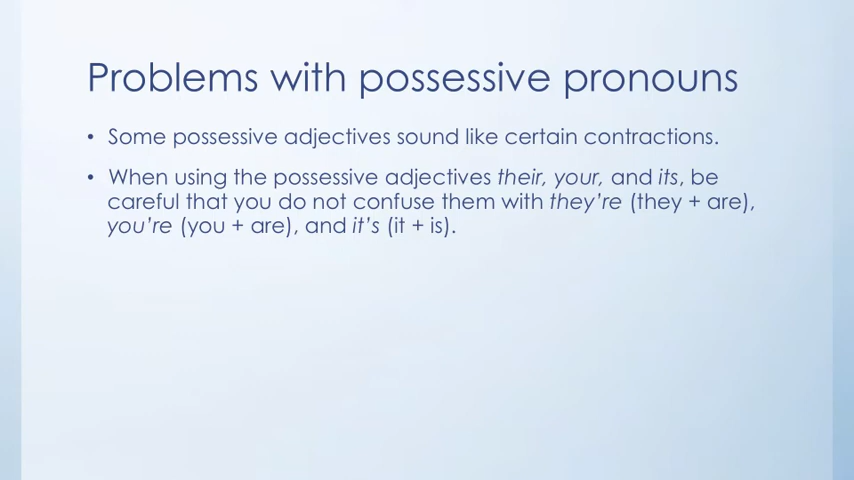 Problems with possessive pronouns
• Some possessive adjectives sound like certain contractions.
• When using the possessive adjectives their, your, and its, be
careful that you do not confuse them with they’re (they + are),
you’re (you + are), and it’s (it + is).